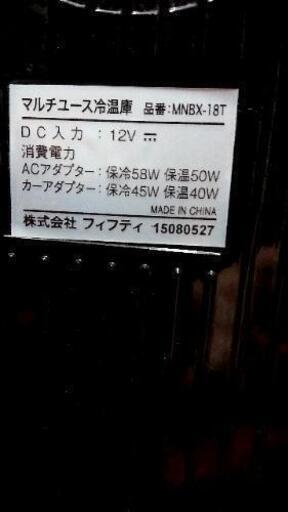 マルチユース冷温庫 品番:MNBX-18T
DC入力 : 12V ⎓
消費電力
ACアダプター : 保冷58W 保温50W
カーアダプター : 保冷45W 保温40W
MADE IN CHINA
株式会社 フィフティ 15080527